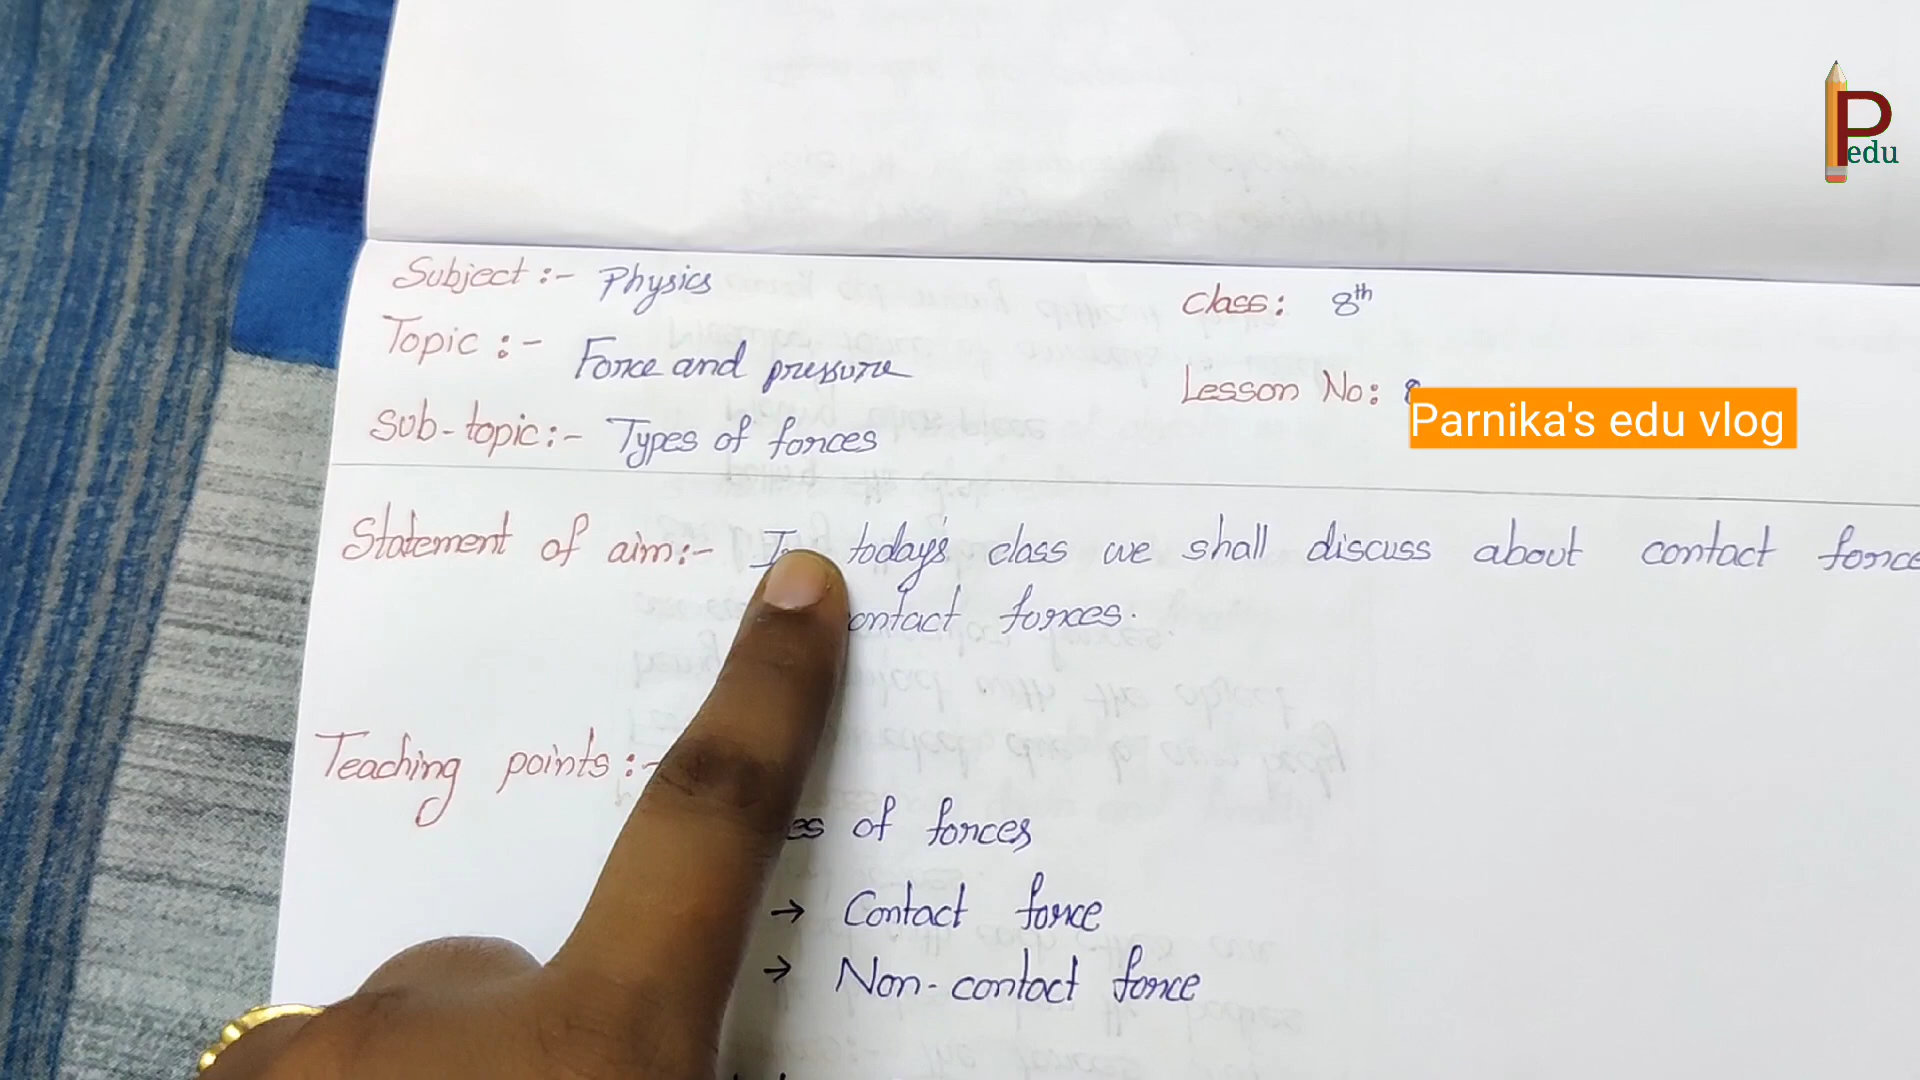 P
edu
Subject :- Physics
Class: 8th
Topic :- Force and pressure
Lesson No:
Parnika's edu vlog
Sub-topic:- Types of forces
Statement of aim:- In today's class we shall discuss about contact force
contact forces.
Teaching points :-
of forces
→ Contact force
→ Non-contact force